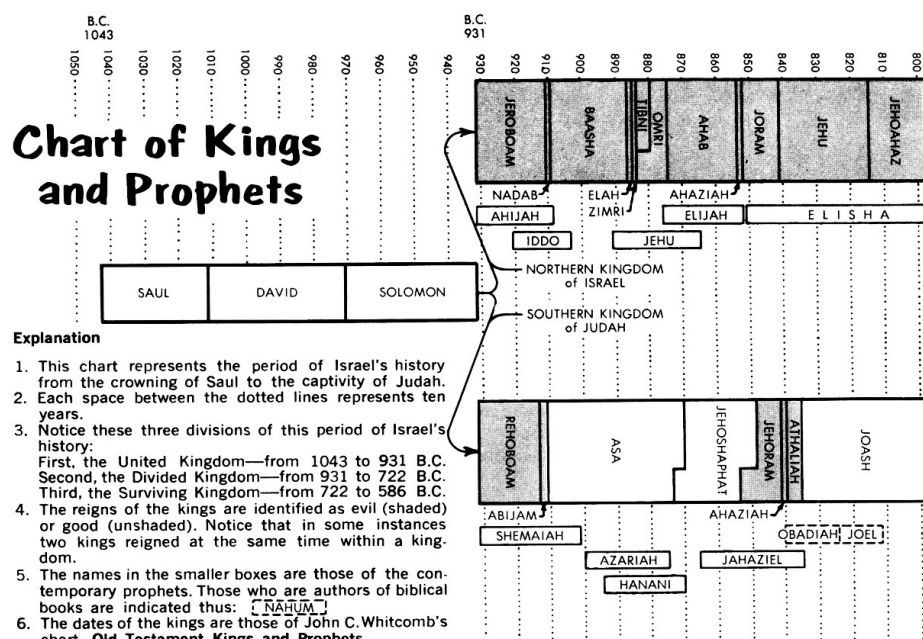 B.C.
1043
B.C.
931
1050
1040
1030
1020
1010
1000
990
980
970
960
950
940
930
920
910
900
890
880
870
860
850
840
830
820
810
800
Chart of Kings
and Prophets
JEROBOAM
BAASHA
TIBNI
OMRI
AHAB
JORAM
JEHU
JEHOAHAZ
NADAB
ELAH
ZIMRI
AHAZIAH
AHIJAH
ELIJAH
ELISHA
IDDO
JEHU
SAUL
DAVID
SOLOMON
NORTHERN KINGDOM
of ISRAEL
SOUTHERN KINGDOM
of JUDAH
Explanation
1. This chart represents the period of Israel's history
from the crowning of Saul to the captivity of Judah.
2. Each space between the dotted lines represents ten
years.
3. Notice these three divisions of this period of Israel's
history:
First, the United Kingdom—from 1043 to 931 B.C.
Second, the Divided Kingdom—from 931 to 722 B.C.
Third, the Surviving Kingdom—from 722 to 586 B.C.
4. The reigns of the kings are identified as evil (shaded)
or good (unshaded). Notice that in some instances
two kings reigned at the same time within a king-
dom.
5. The names in the smaller boxes are those of the con-
temporary prophets. Those who are authors of biblical
books are indicated thus: NAHUM
6. The dates of the kings are those of John C. Whitcomb's
chart, Old Testament Kings and Prophets
REHOBOAM
ASA
JEHOSHAPHAT
JEHORAM
ATHALIAH
JOASH
ABIJAM
AHAZIAH
SHEMAIAH
OBADIAH
JOEL
AZARIAH
JAHAZIEL
HANANI